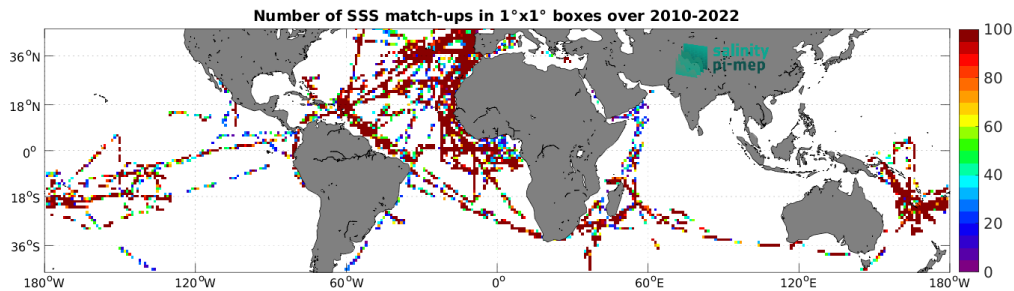 Number of SSS match-ups in 1°x1° boxes over 2010-2022
36°N
18°N
0°
18°S
36°S
180°W
120°W
60°W
0°
60°E
120°E
180°W
salinity
pi-mep
100
80
60
40
20
0